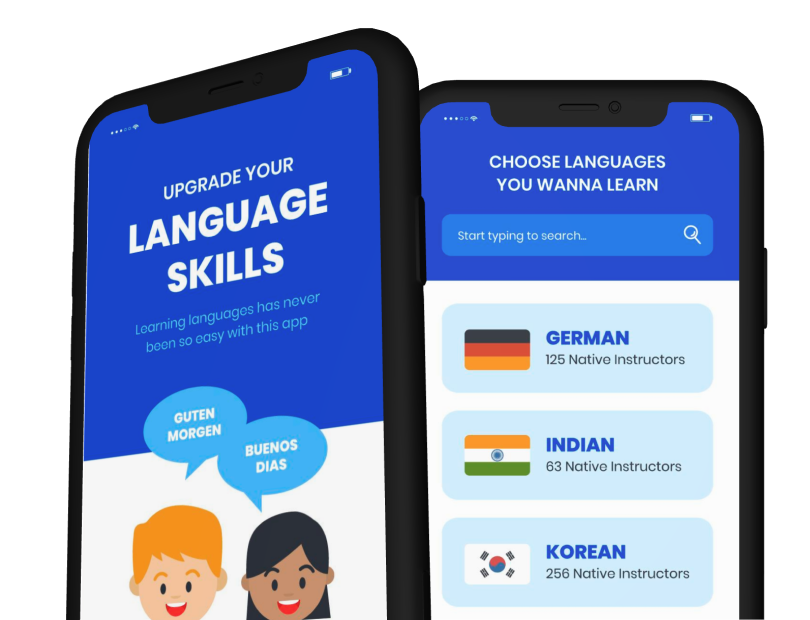 UPGRADE YOUR
LANGUAGE
SKILLS
Learning languages has never
been so easy with this app
GUTEN
MORGEN
BUENOS
DIAS
CHOOSE LANGUAGES
YOU WANNA LEARN
Start typing to search...
GERMAN
125 Native Instructors
INDIAN
63 Native Instructors
KOREAN
256 Native Instructors